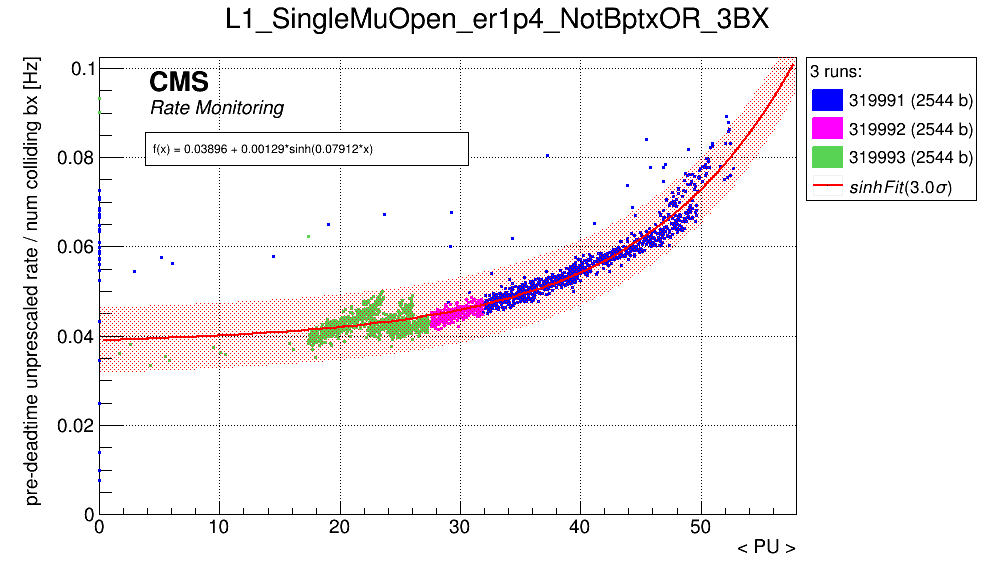 L1_SingleMuOpen_er1p4_NotBptxOR_3BX
pre-deadtime unprescaled rate / num colliding bx [Hz]
0.1
0.08
0.06
0.04
0.02
0
CMS
Rate Monitoring
f(x) = 0.03896 + 0.00129*sinh(0.07912*x)
0 10 20 30 40 50
< PU >
3 runs:
319991 (2544 b)
319992 (2544 b)
319993 (2544 b)
sinhFit(3.0σ)